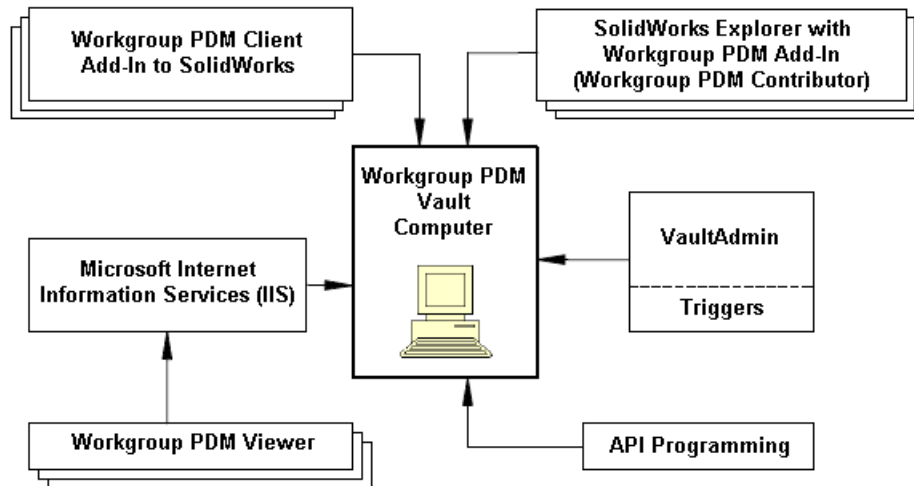 Workgroup PDM Client
Add-In to SolidWorks
SolidWorks Explorer with
Workgroup PDM Add-In
(Workgroup PDM Contributor)
Workgroup PDM
Vault
Computer
VaultAdmin
Triggers
Microsoft Internet
Information Services (IIS)
Workgroup PDM Viewer
API Programming